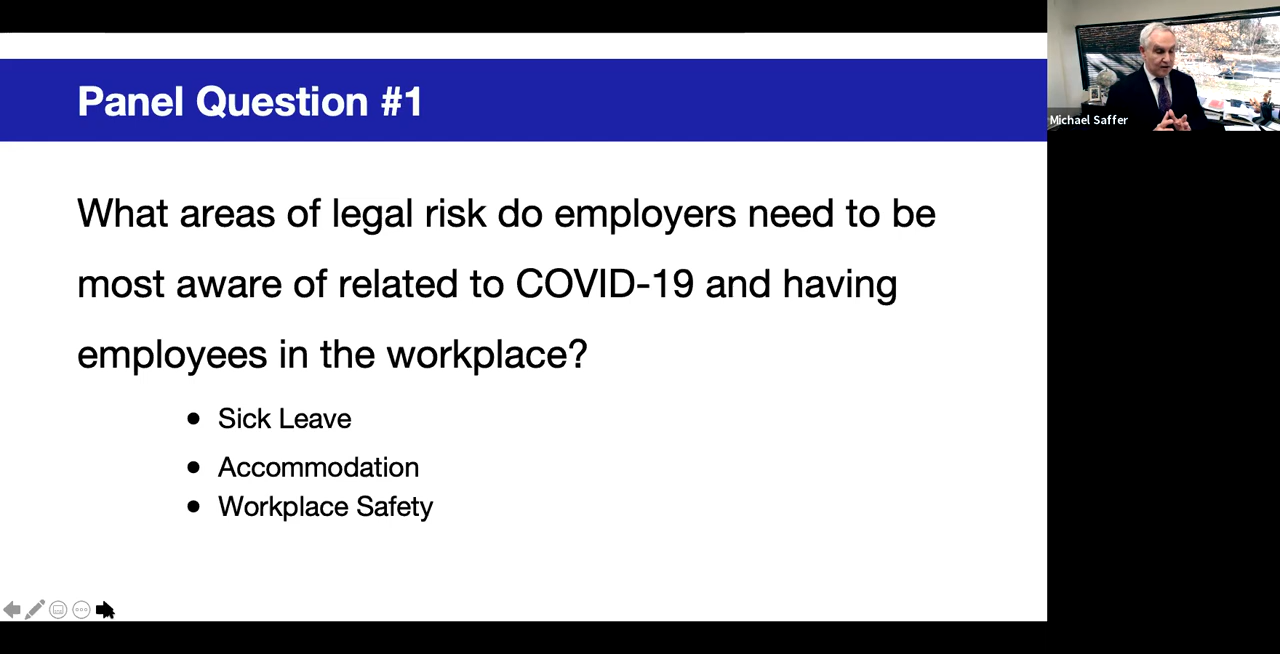 Panel Question #1
What areas of legal risk do employers need to be
most aware of related to COVID-19 and having
employees in the workplace?
● Sick Leave
● Accommodation
● Workplace Safety
Michael Saffer